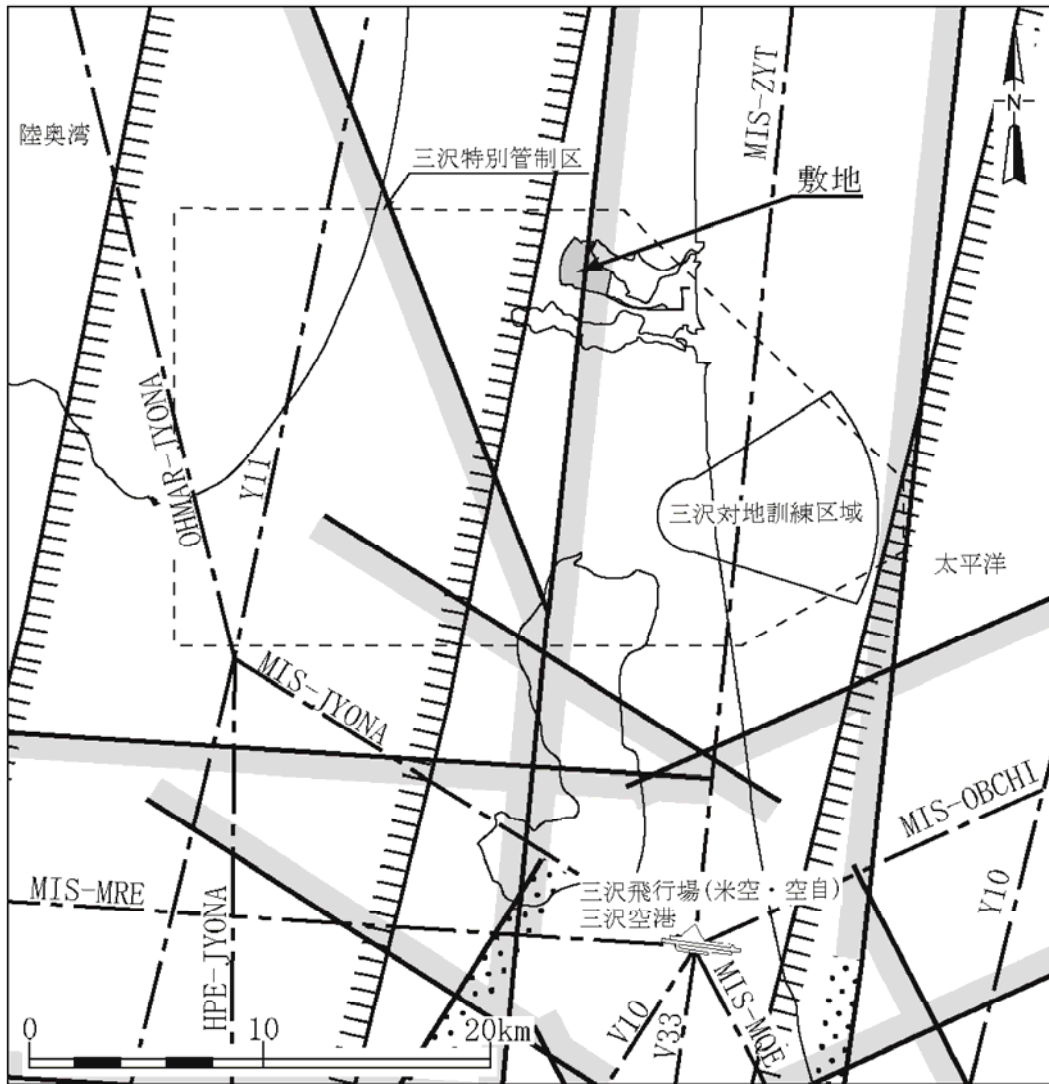 MIS-ZYT
N
陸奥湾
三沢特別管制区
敷地
OHMAR-JYONA
Y11
三沢対地訓練区域
太平洋
MIS-JYONA
MIS-OBCHI
MIS-MRE
三沢飛行場(米空・空自)
三沢空港
Y10
HPE-JYONA
MIS-MQE
V10
V33
0 10 20km